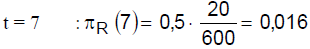 t = 7 : π_R (7) = 0,5 · 20/600 = 0,016